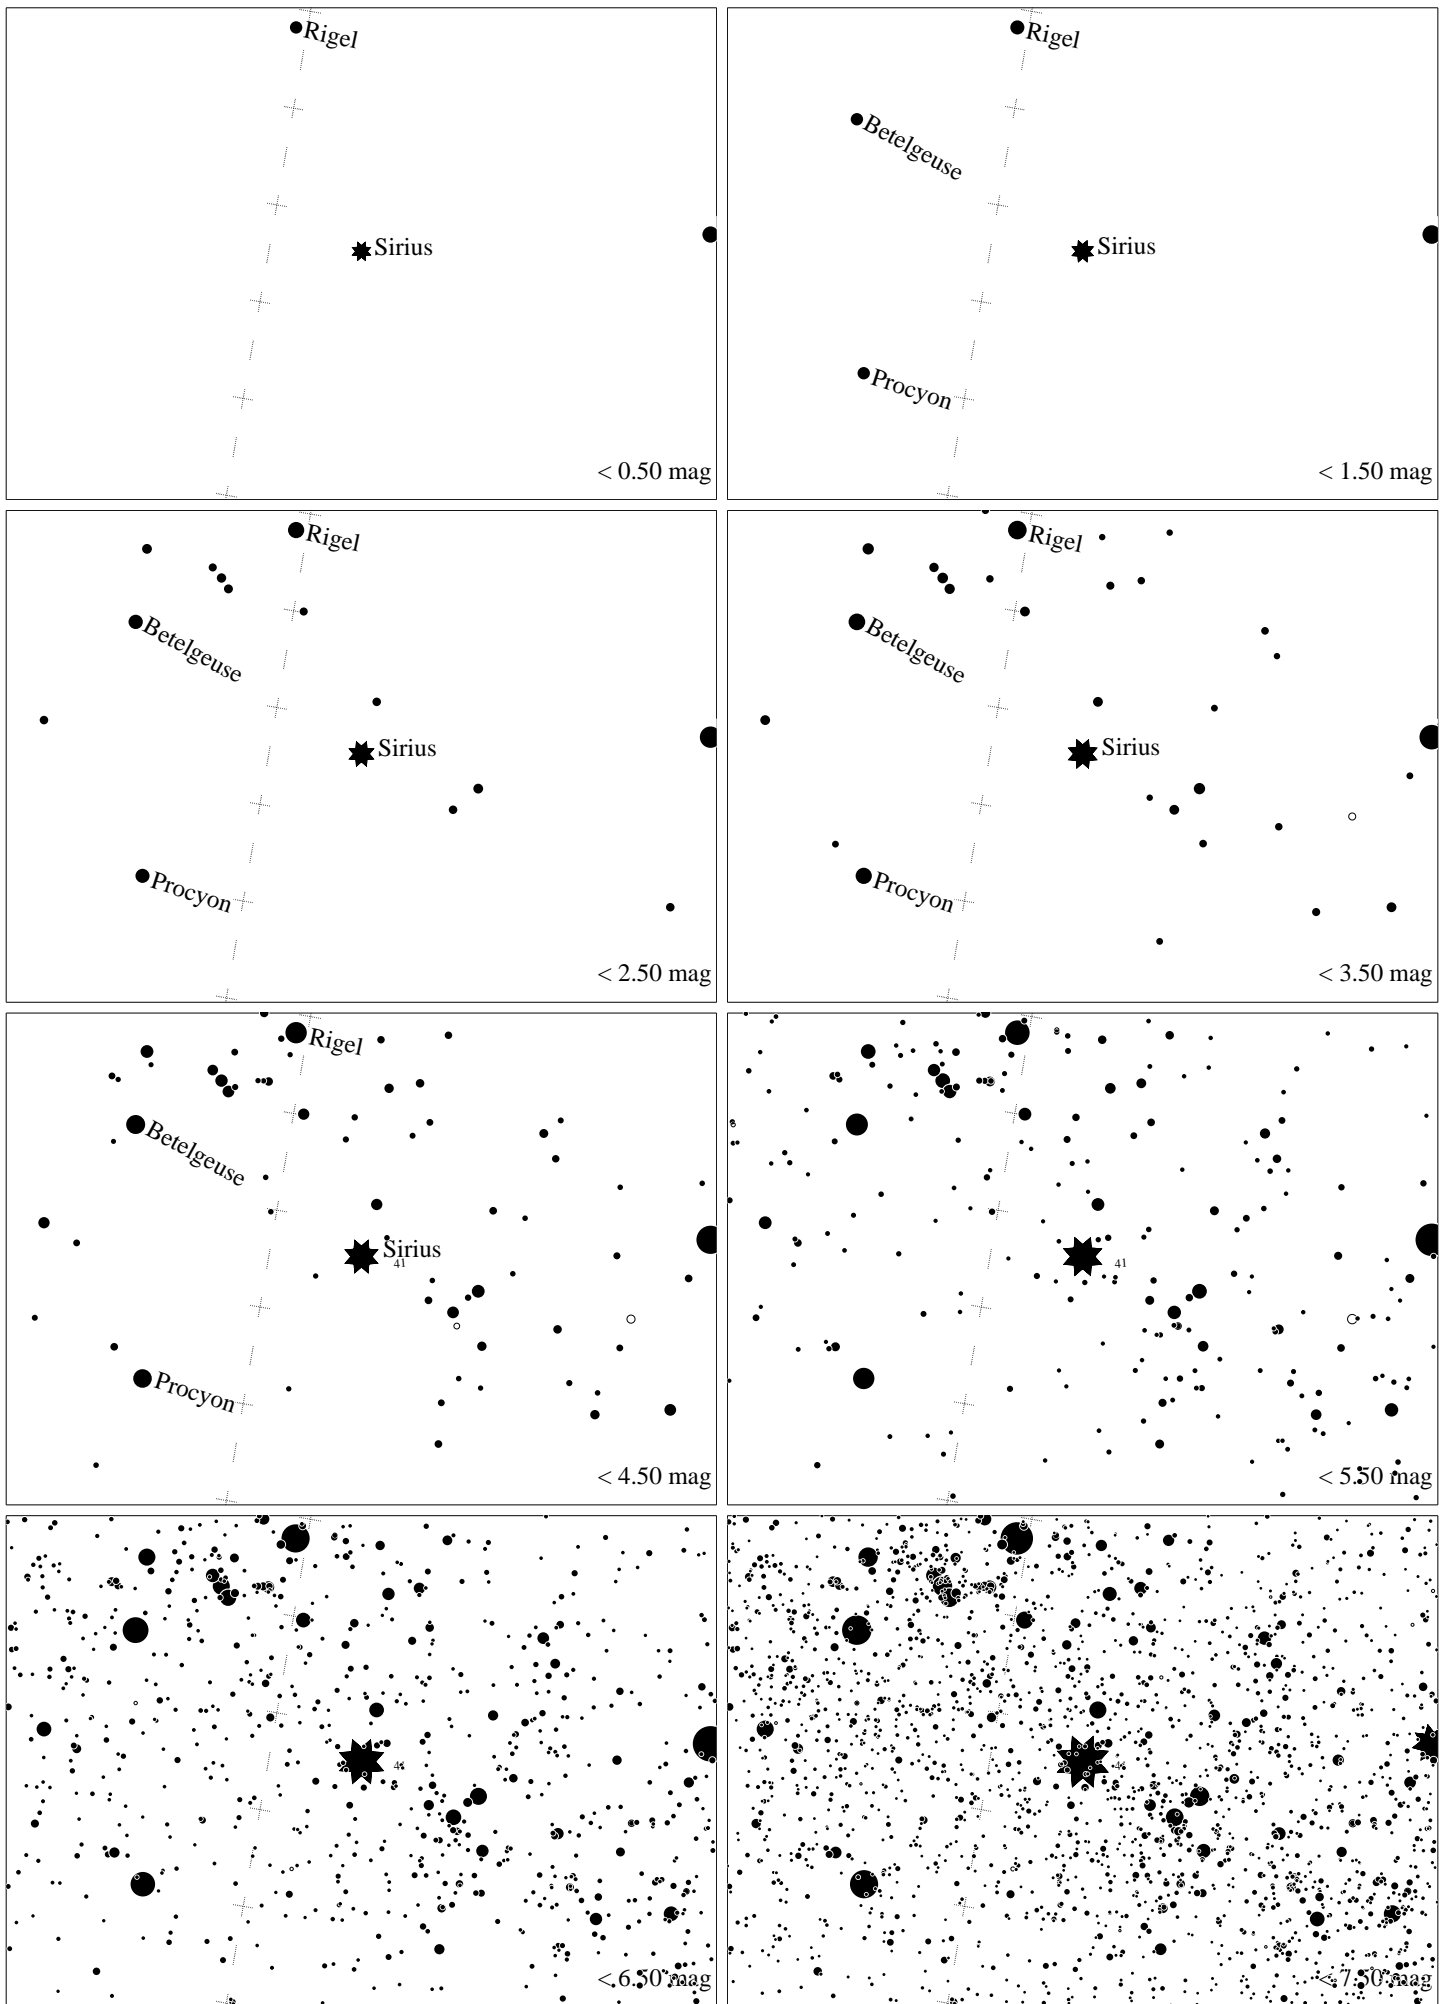 Rigel
Sirius
< 0.50 mag
Rigel
Betelgeuse
Sirius
Procyon
< 1.50 mag
Rigel
Betelgeuse
Sirius
Procyon
< 2.50 mag
Rigel
Betelgeuse
Sirius
Procyon
< 3.50 mag
Rigel
Betelgeuse
Sirius
41
Procyon
< 4.50 mag
41
< 5.50 mag
41
< 6.50 mag
< 7.50 mag